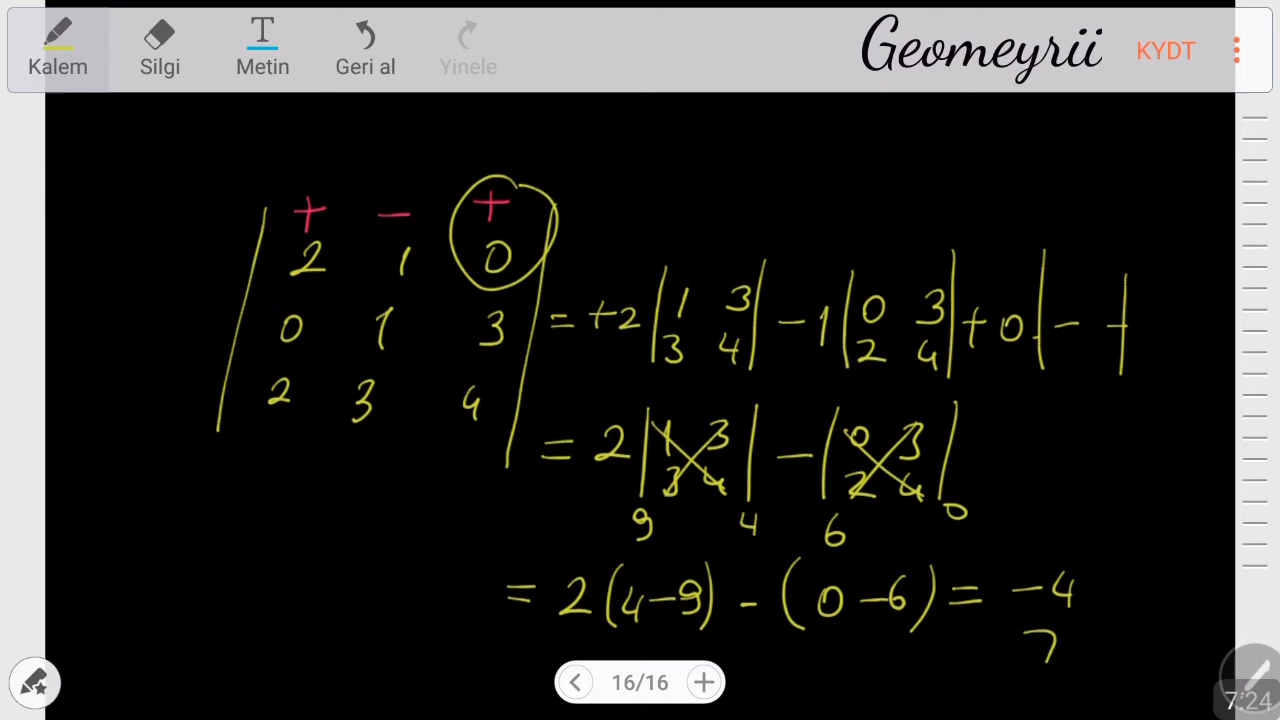 Kalem Silgi Metin Geri al Yinele Geomeyrii KYDT
+ − +
2 1 0
0 1 3 = +2 |1 3| − 1 |0 3| + 0 | − |
3 4 2 4
2 3 4
= 2 |1 3| − |0 3|
3 4 2 4
9 4 6 0
= 2(4−9) - (0−6) = −4
7
16/16
7:24